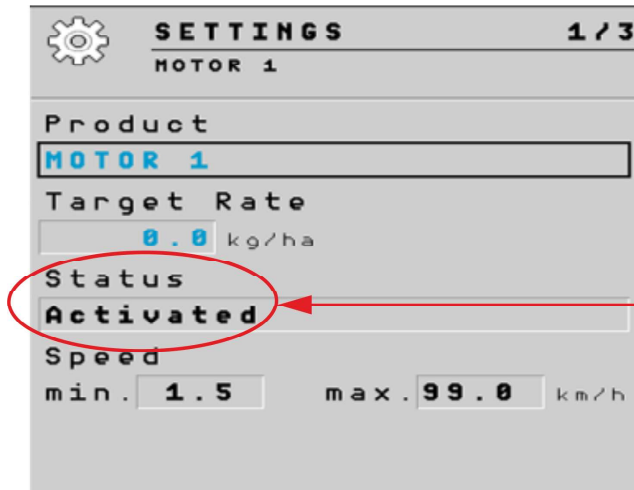 SETTINGS 1/3
MOTOR 1
Product
MOTOR 1
Target Rate
0.0 kg/ha
Status
Activated
Speed
min. 1.5 max. 99.0 km/h